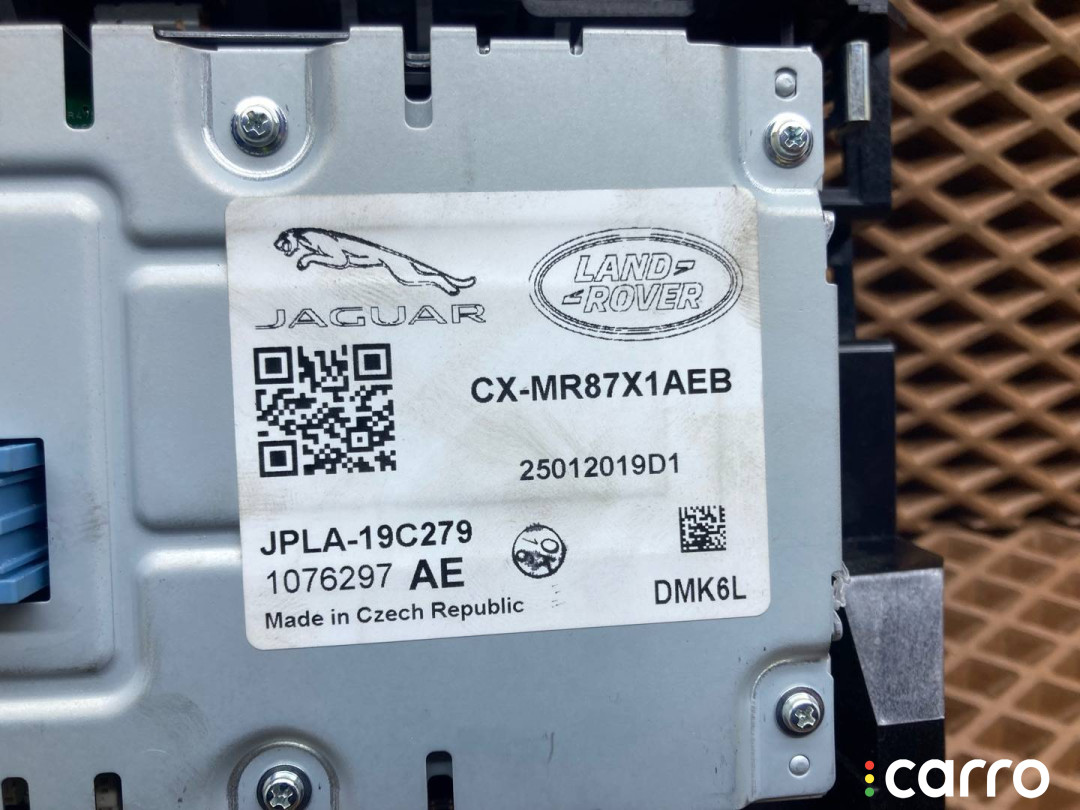 JAGUAR
LAND
ROVER
CX-MR87X1AEB
25012019D1
JPLA-19C279
1076297 AE
Made in Czech Republic
DMK6L
carro